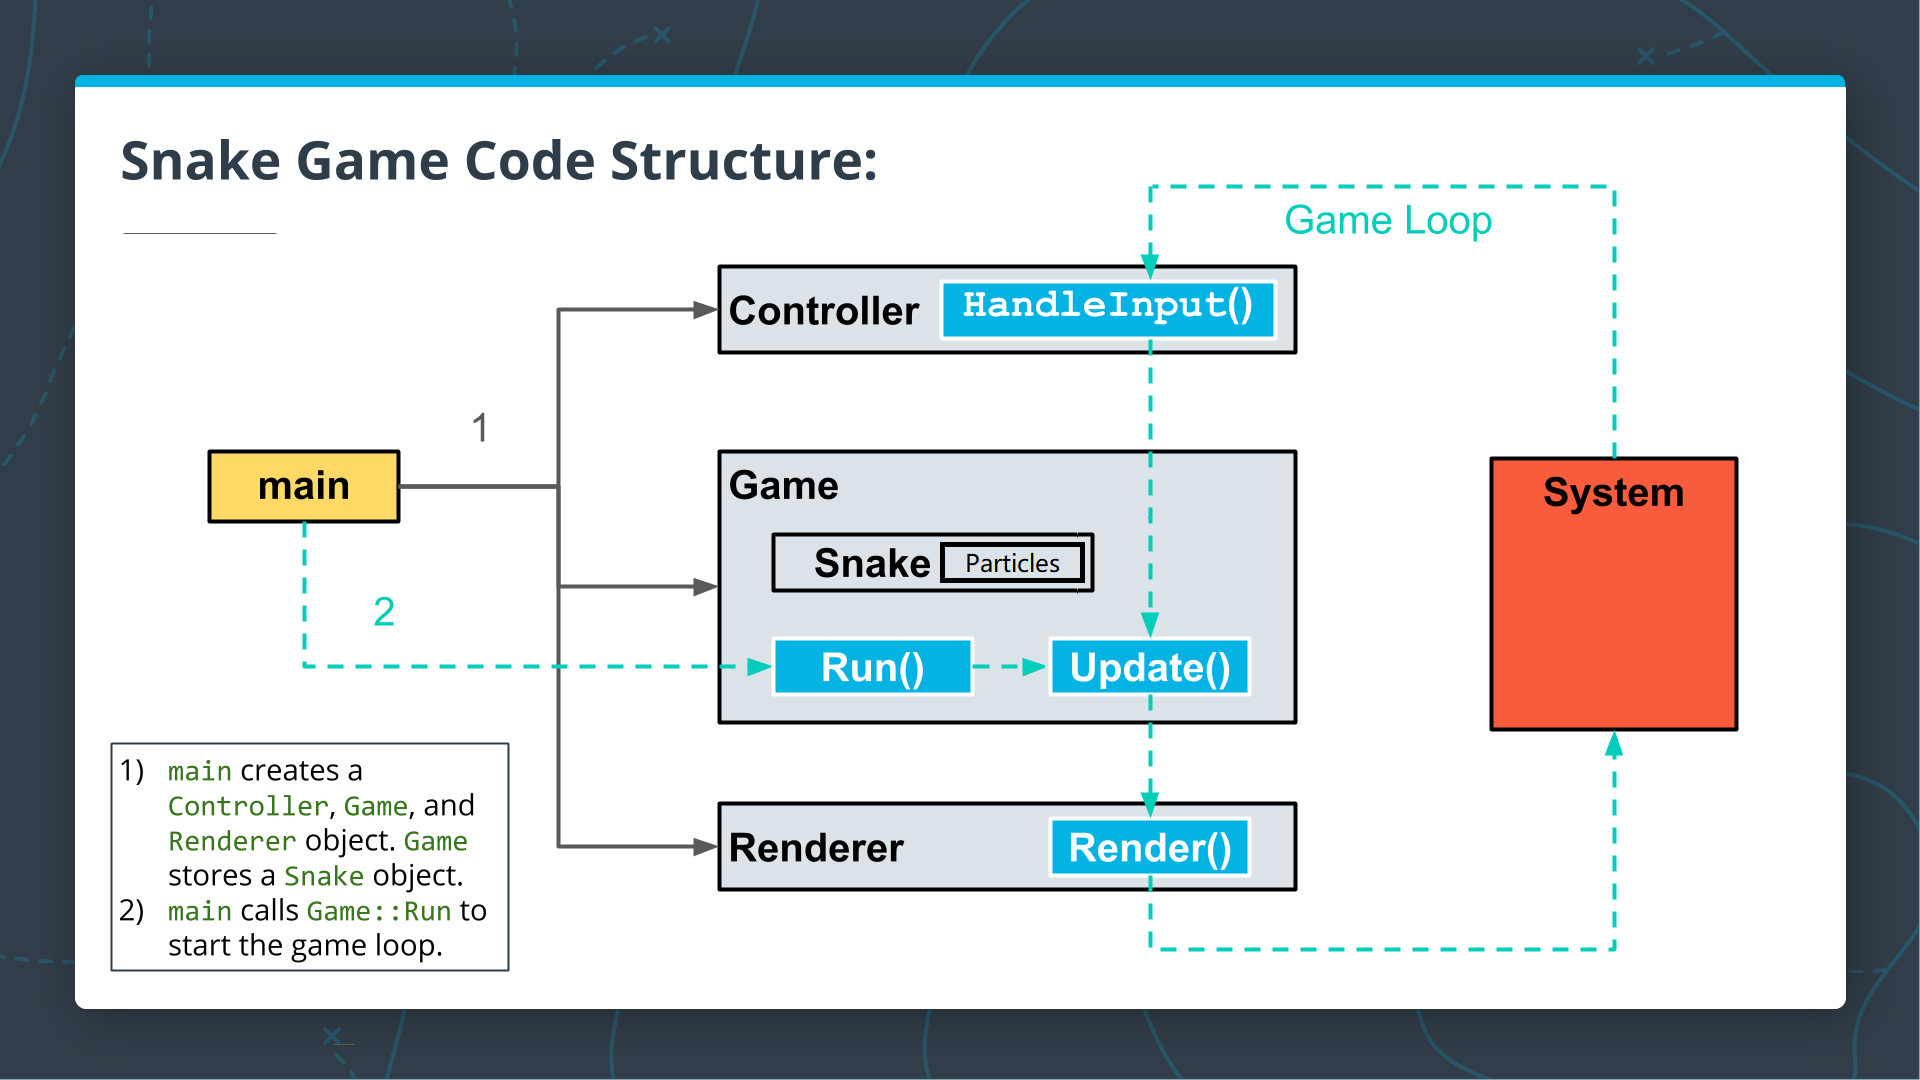 Snake Game Code Structure:
Game Loop
Controller HandleInput()
1
main
Game
System
Snake Particles
2
Run() Update()
Renderer Render()
1) main creates a
Controller, Game, and
Renderer object. Game
stores a Snake object.
2) main calls Game::Run to
start the game loop.